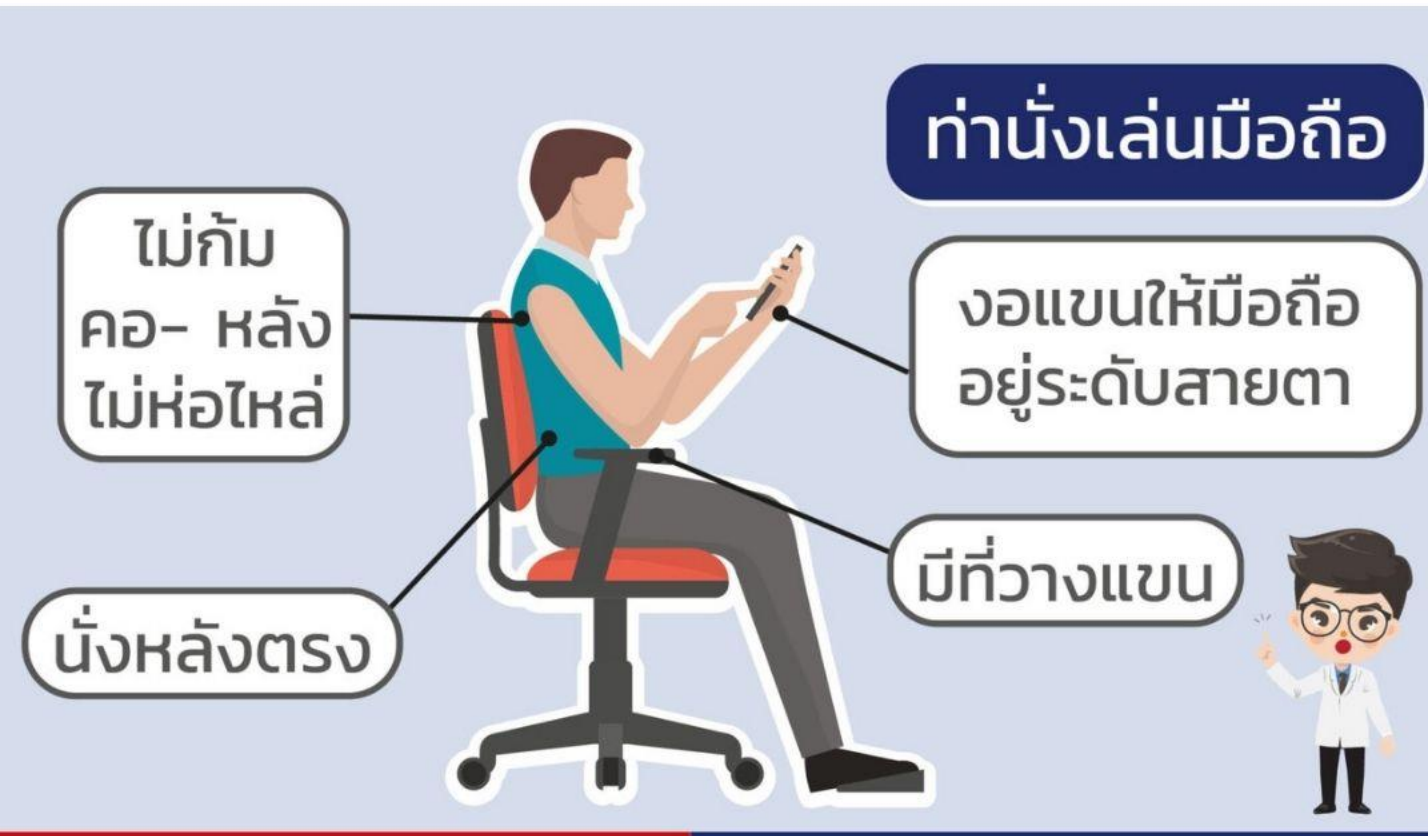 ท่านั่งเล่นมือถือ
ไม่ก้ม
คอ- หลัง
ไม่ห่อไหล่
งอแขนให้มือถือ
อยู่ระดับสายตา
มีที่วางแขน
นั่งหลังตรง